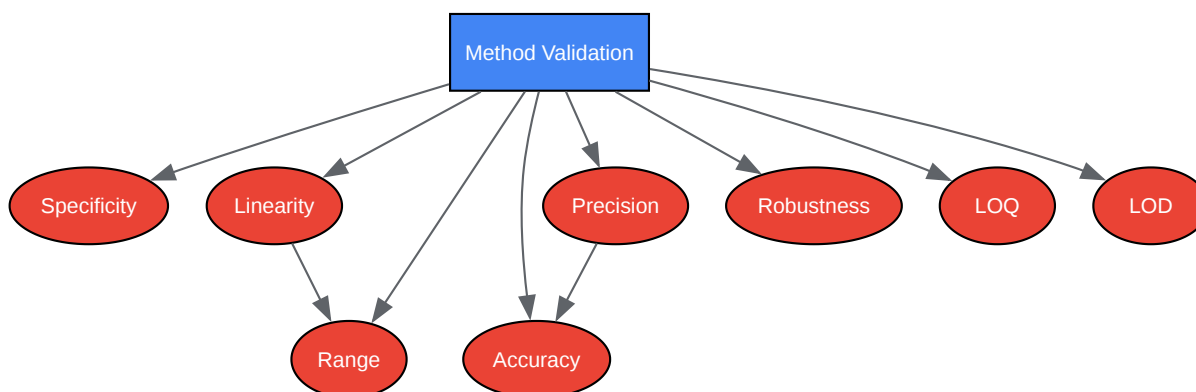 Method Validation
Specificity
Linearity
Precision
Robustness
LOQ
LOD
Range
Accuracy